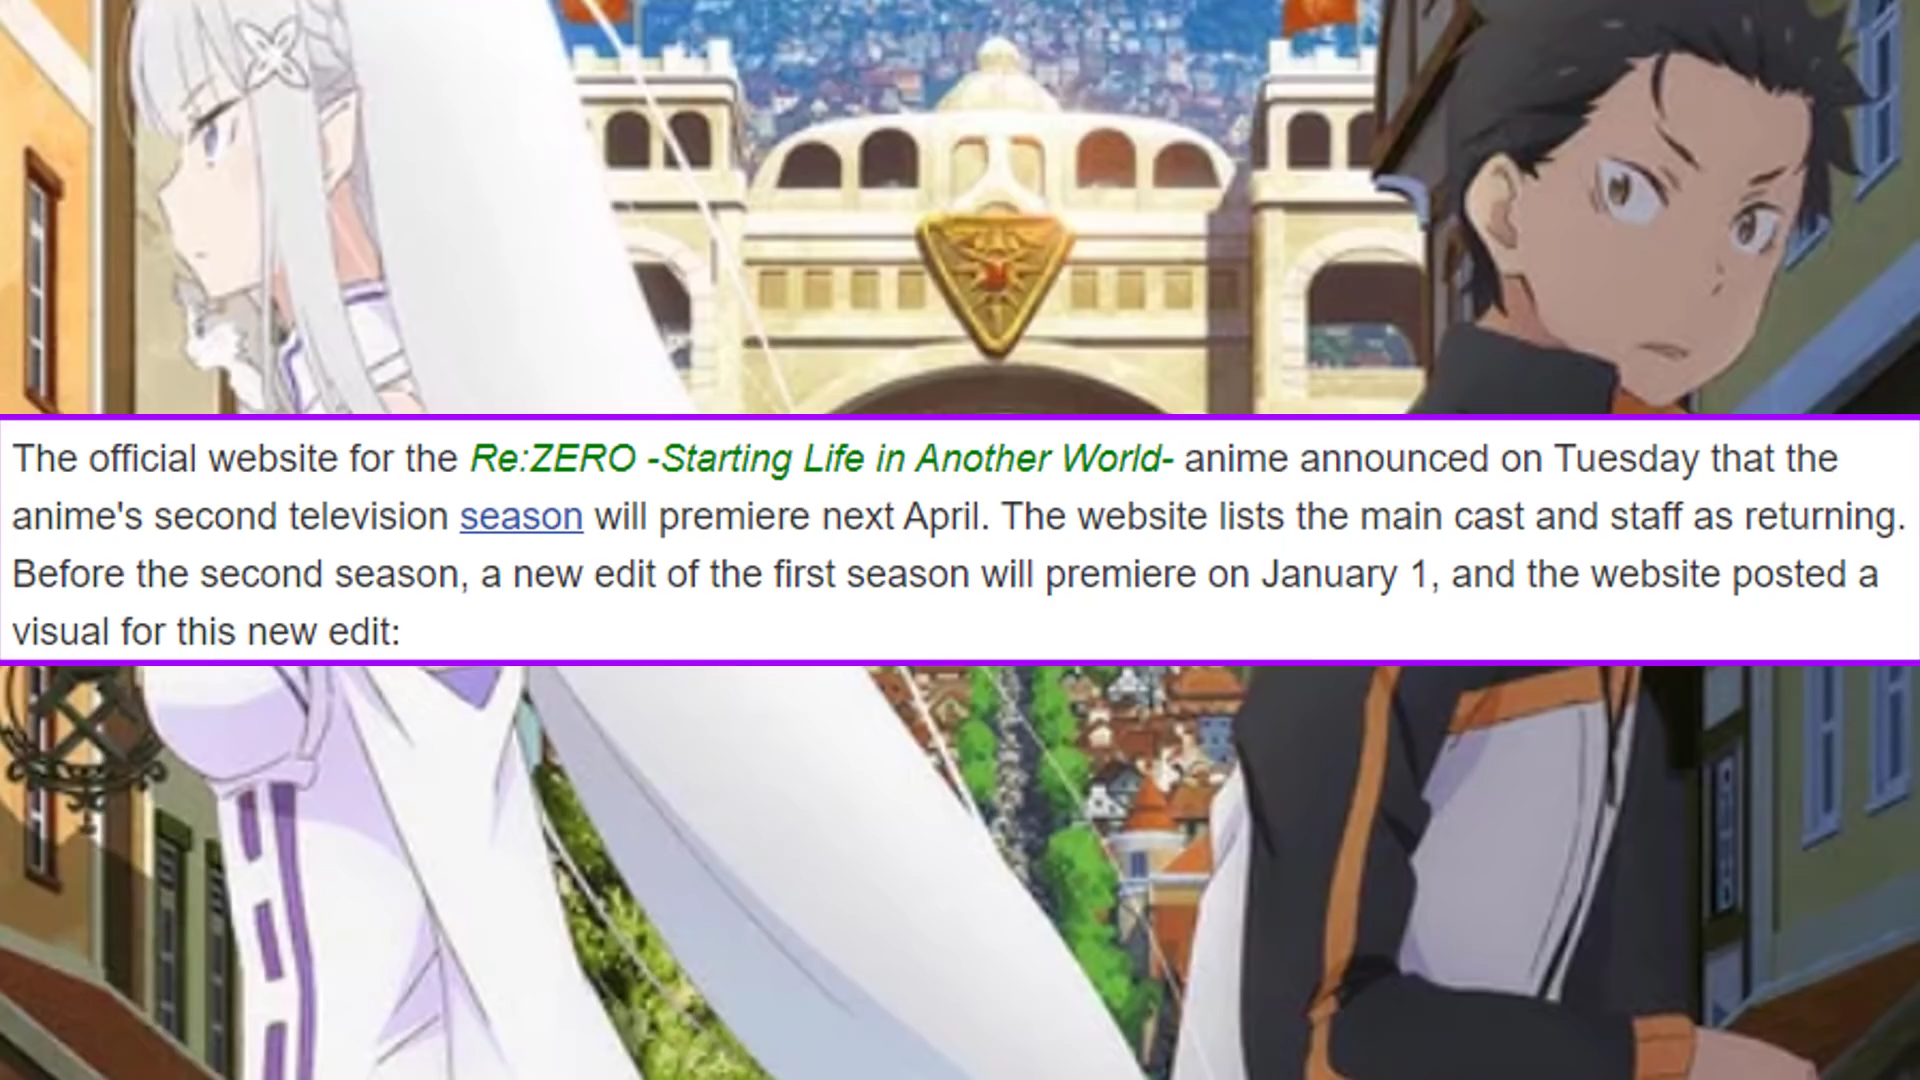 The official website for the Re:ZERO -Starting Life in Another World- anime announced on Tuesday that the
anime's second television season will premiere next April. The website lists the main cast and staff as returning.
Before the second season, a new edit of the first season will premiere on January 1, and the website posted a
visual for this new edit: